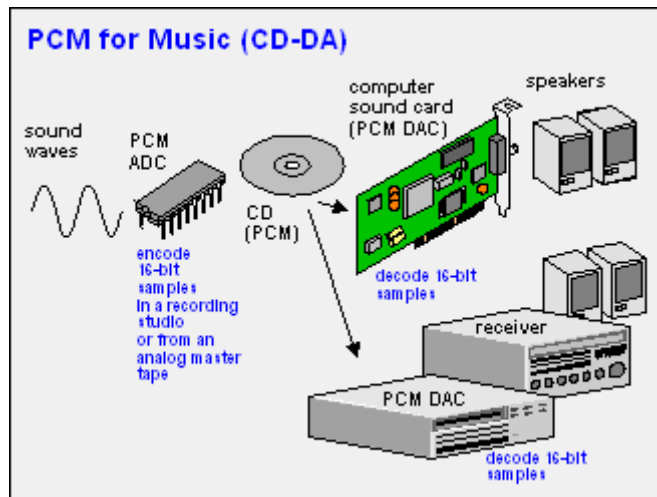 PCM for Music (CD-DA)
sound
waves
PCM
ADC
encode
16-bit
samples
in a recording
studio
or from an
analog master
tape
CD
(PCM)
computer
sound card
(PCM DAC)
decode 16-bit
samples
speakers
receiver
PCM DAC
decode 16-bit
samples